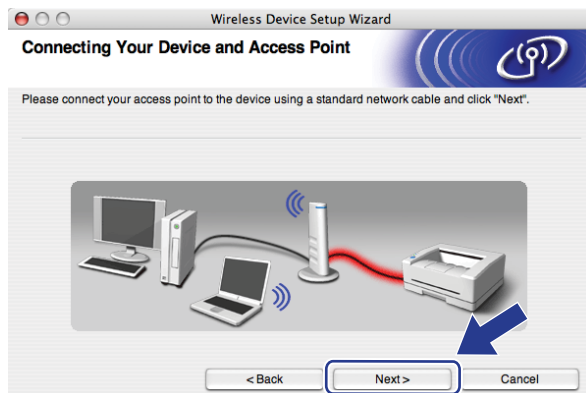 Wireless Device Setup Wizard
Connecting Your Device and Access Point
Please connect your access point to the device using a standard network cable and click "Next".
< Back
Next >
Cancel